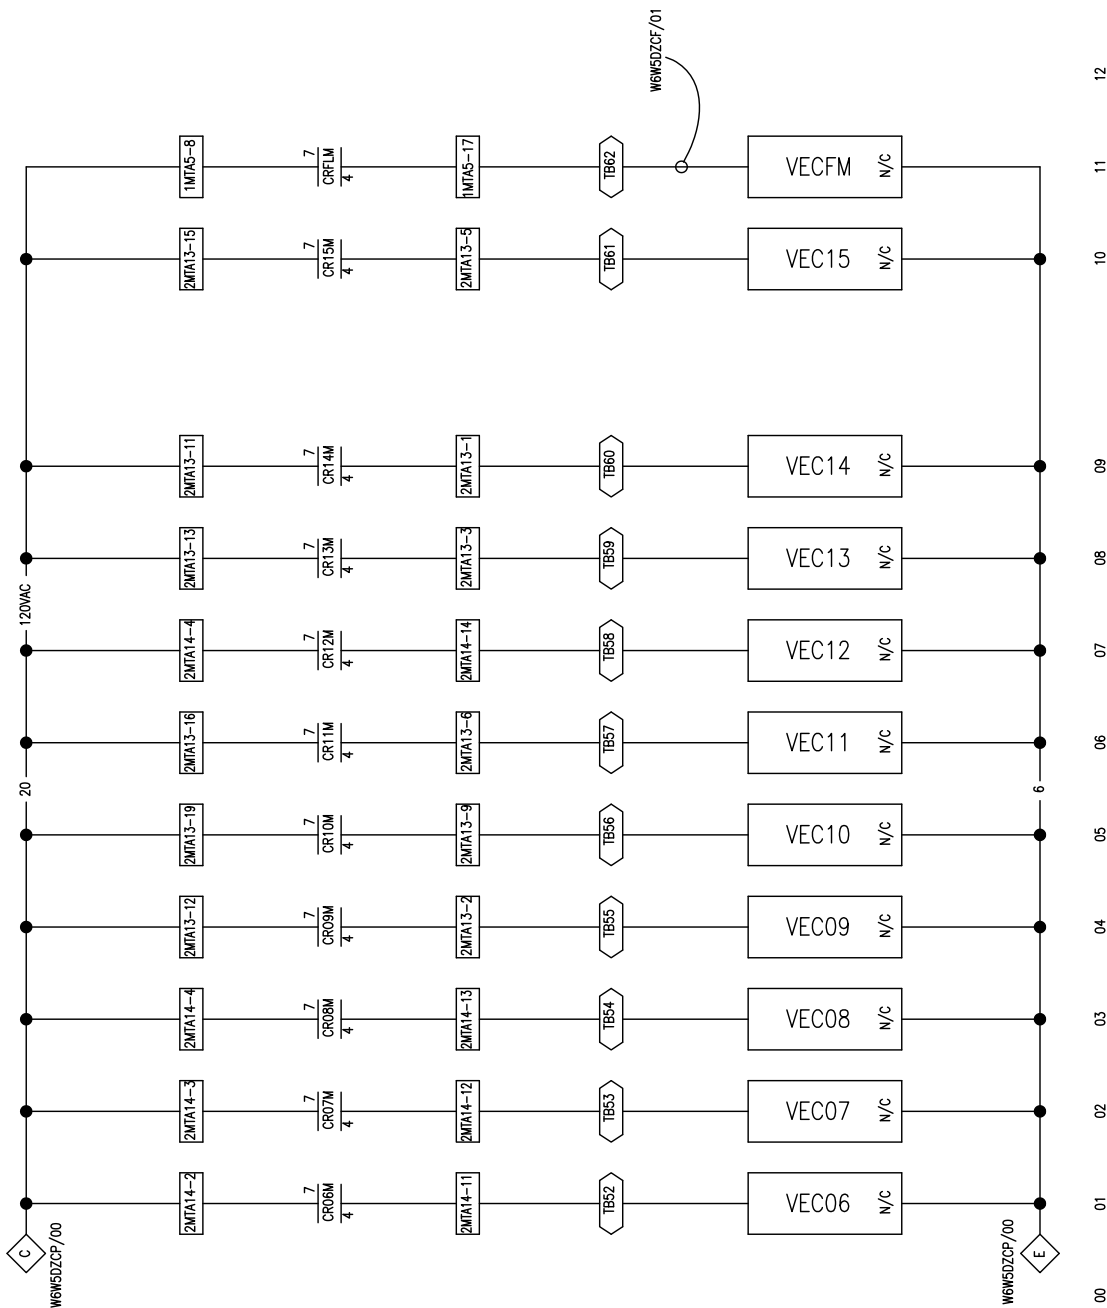 W6W5DZCF/01
12
1MTA5-8
7
CRFLM
4
1MTA5-17
TB62
VECFM
N/C
11
2MTA13-15
7
CR15M
4
2MTA13-5
TB61
VEC15
N/C
10
2MTA13-11
7
CR14M
4
2MTA13-1
TB60
VEC14
N/C
09
2MTA13-13
7
CR13M
4
2MTA13-3
TB59
VEC13
N/C
08
120VAC
2MTA14-4
7
CR12M
4
2MTA14-14
TB58
VEC12
N/C
07
2MTA13-16
7
CR11M
4
2MTA13-6
TB57
VEC11
N/C
06
20
6
2MTA13-19
7
CR10M
4
2MTA13-9
TB56
VEC10
N/C
05
2MTA13-12
7
CR09M
4
2MTA13-2
TB55
VEC09
N/C
04
2MTA14-4
7
CR08M
4
2MTA14-13
TB54
VEC08
N/C
03
2MTA14-3
7
CR07M
4
2MTA14-12
TB53
VEC07
N/C
02
2MTA14-2
7
CR06M
4
2MTA14-11
TB52
VEC06
N/C
01
C
W6W5DZCP/00
E
W6W5DZCP/00
00